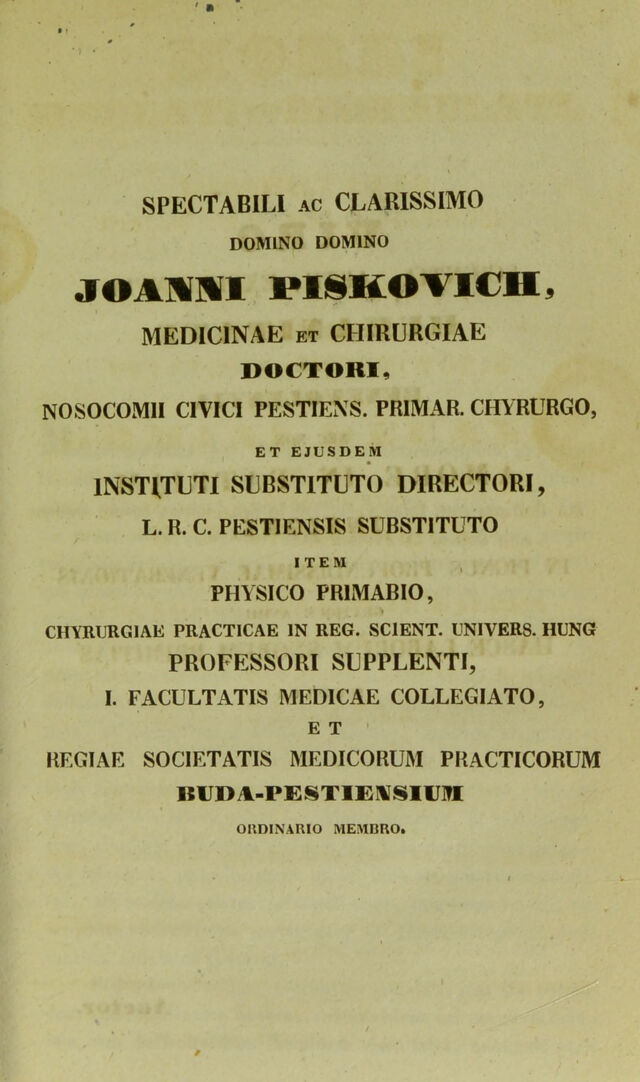 SPECTABILI AC CLARISSIMO
DOMINO DOMINO
JOANNI PISKOVICH,
MEDICINAE ET CHIRURGIAE
DOCTORI,
NOSOCOMII CIVICI PESTIENS. PRIMAR. CHYRURGO,
ET EJUSDEM
INSTITUTI SUBSTITUTO DIRECTORI,
L. R. C. PESTIENSIS SUBSTITUTO
ITEM
PHYSICO PRIMABIO,
CHYRURGIAE PRACTICAE IN REG. SCIENT. UNIVERS. HUNG
PROFESSORI SUPPLENTI,
I. FACULTATIS MEDICAE COLLEGIATO,
ET
REGIAE SOCIETATIS MEDICORUM PRACTICORUM
BUDA-PESTIENSIUM
ORDINARIO MEMBRO.